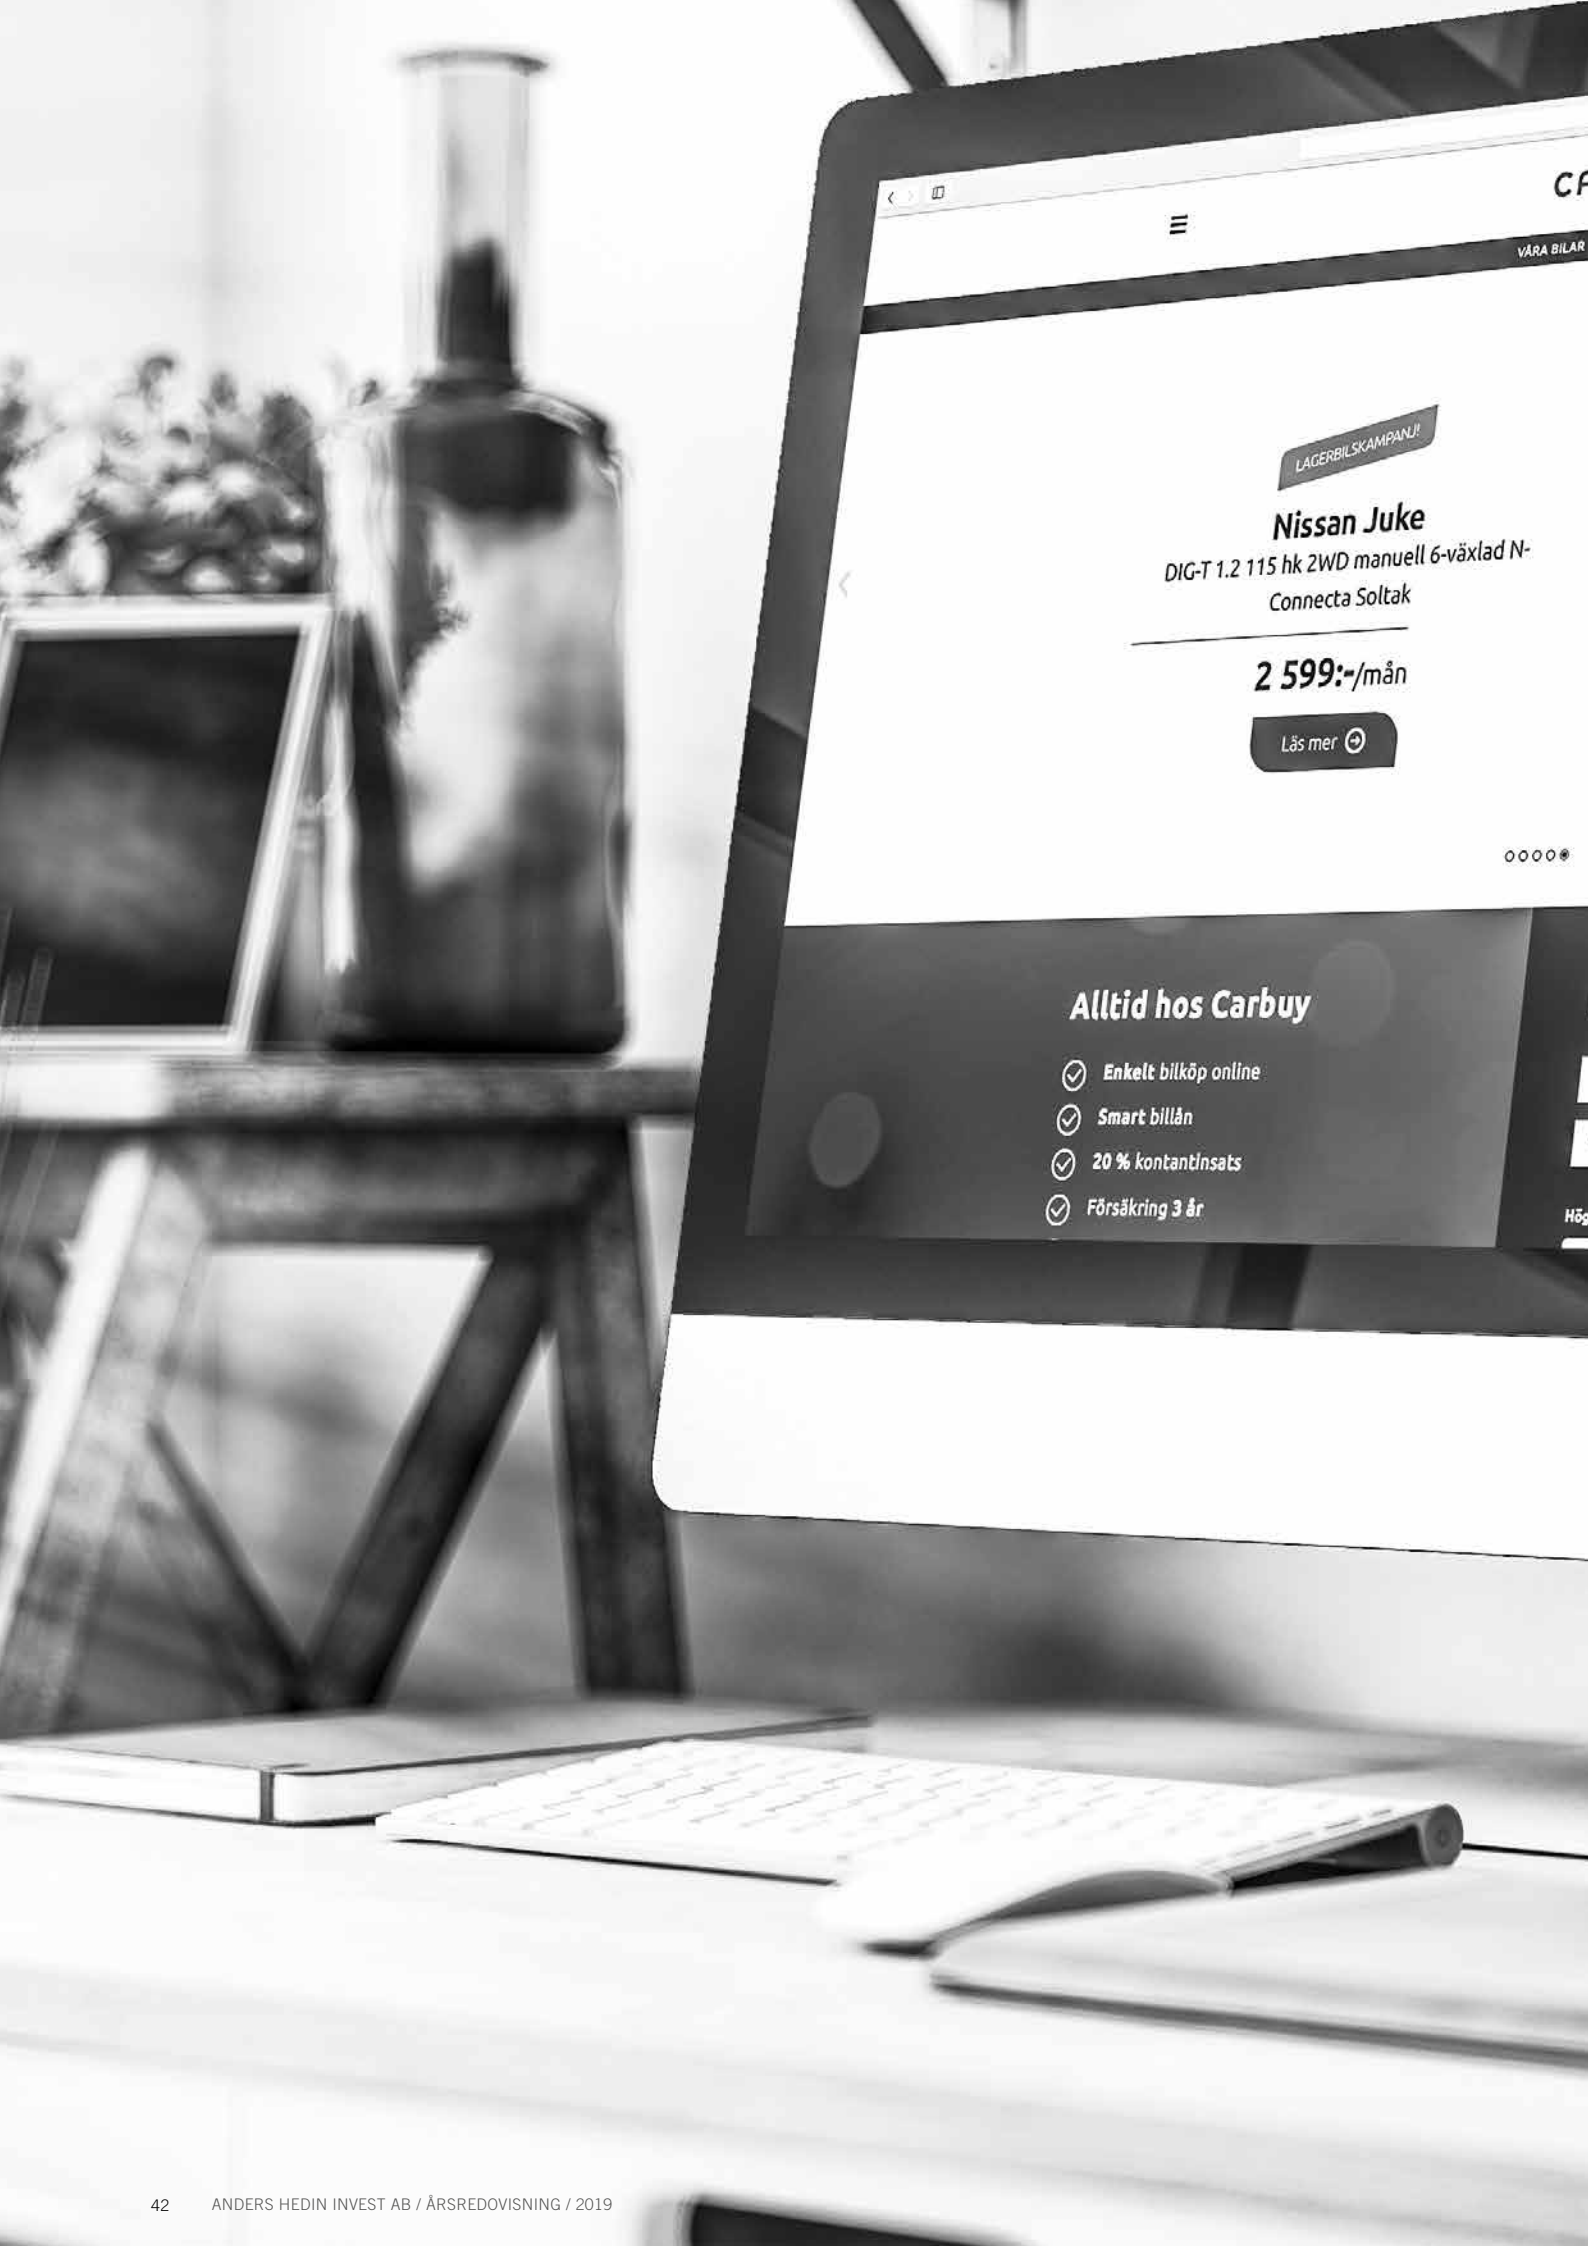 VÅRA BILAR
LAGERBILSKAMPANJ!
Nissan Juke
DIG-T 1.2 115 hk 2WD manuell 6-växlad N-
Connecta Soltak
2 599:-/mån
Läs mer
Alltid hos Carbuy
Enkelt bilköp online
Smart billån
20 % kontantinsats
Försäkring 3 år
42 ANDERS HEDIN INVEST AB / ÅRSREDOVISNING / 2019